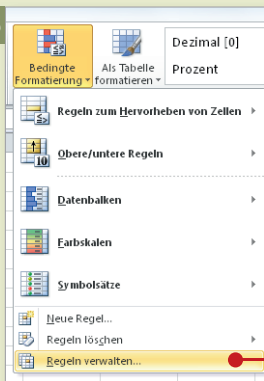 Bedingte Formatierung
Als Tabelle formatieren
Dezimal [0]
Prozent
Regeln zum Hervorheben von Zellen
10
Obere/untere Regeln
Datenbalken
Farbskalen
Symbolsätze
Neue Regel...
Regeln löschen
Regeln verwalten...